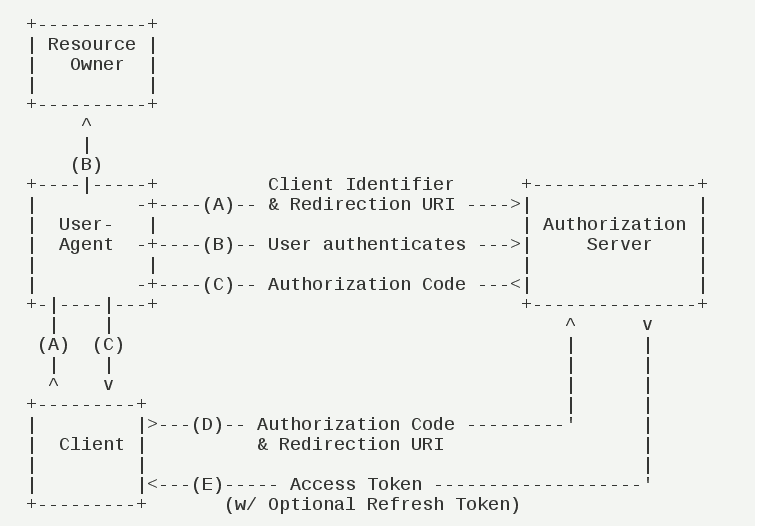 +----------+
| Resource |
|   Owner  |
|          |
+----------+
     ^
     |
    (B)
+----|-----+          Client Identifier      +---------------+
|         -+----(A)-- & Redirection URI ---->|               |
|  User-   |                                 | Authorization |
|  Agent  -+----(B)-- User authenticates --->|     Server    |
|          |                                 |               |
|         -+----(C)-- Authorization Code ---<|               |
+-|----|---+                                 +---------------+
  |    |                                         ^      v
 (A)  (C)                                        |      |
  |    |                                         |      |
  ^    v                                         |      |
+---------+                                      |      |
|         |>---(D)-- Authorization Code ---------'      |
|  Client |          & Redirection URI                  |
|         |                                             |
|         |<---(E)----- Access Token -------------------'
+---------+       (w/ Optional Refresh Token)